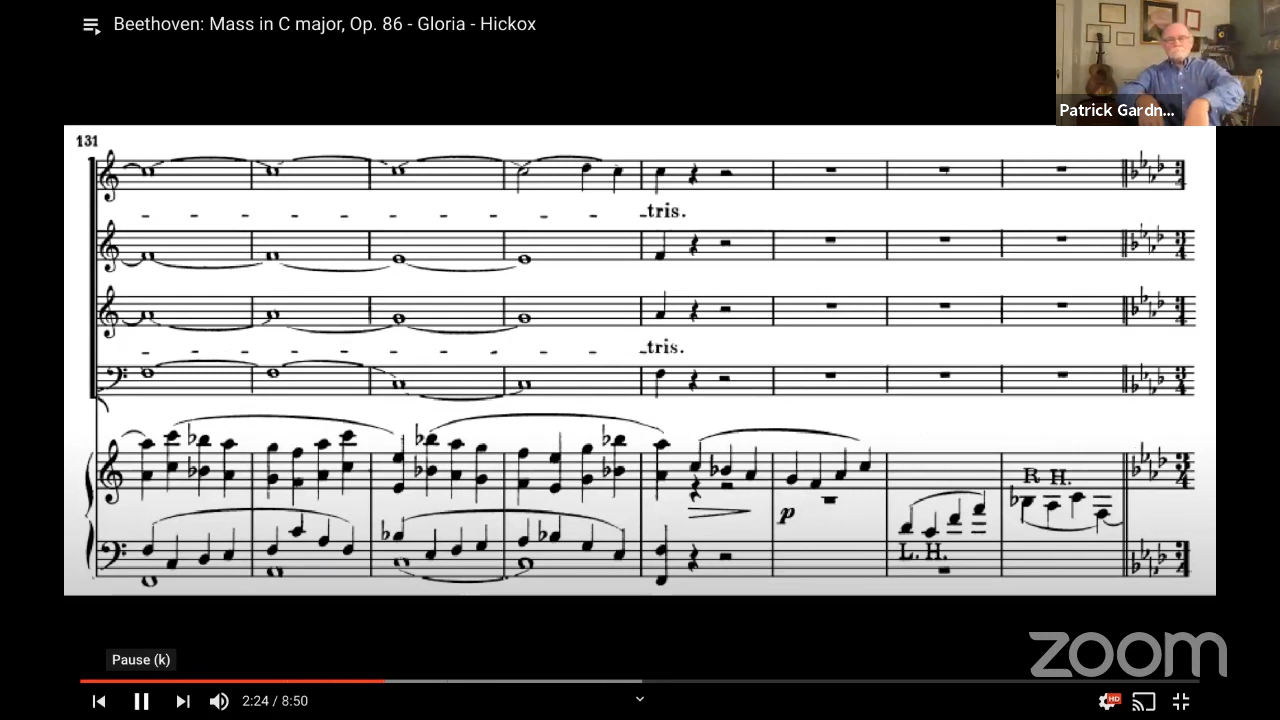 Beethoven: Mass in C major, Op. 86 - Gloria - Hickox
Patrick Gardn...
131
- - - - - - - - - -tris.
- - - - - - - - - -tris.
p
R. H.
L. H.
zoom
Pause (k)
2:24 / 8:50
HD